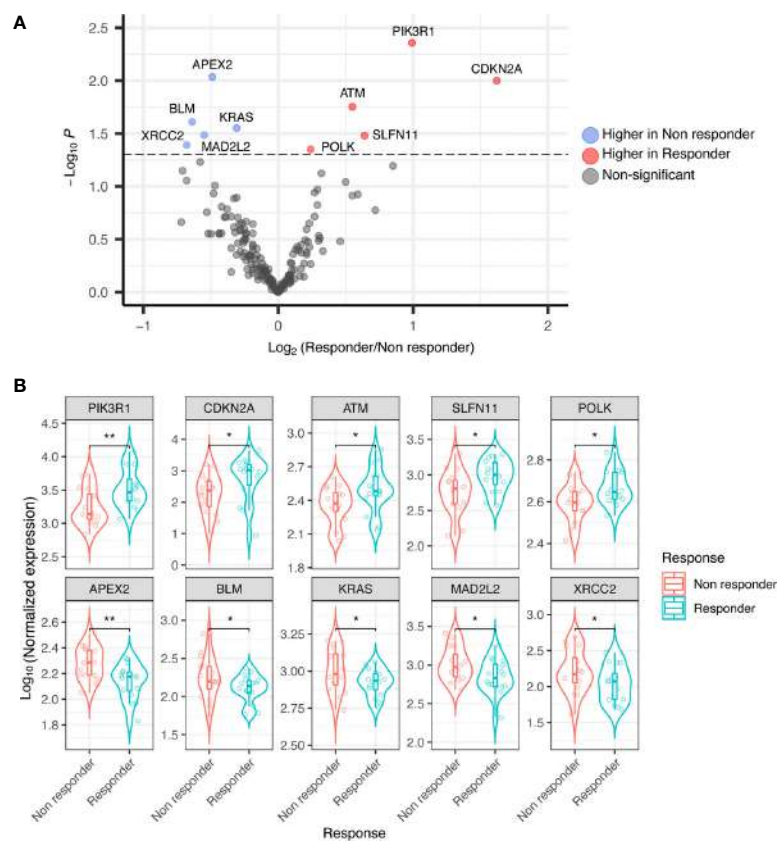 A
2.5
2.0
1.5
1.0
0.5
0.0
− Log10 P
PIK3R1
CDKN2A
APEX2
ATM
BLM
KRAS
SLFN11
XRCC2
MAD2L2
POLK
−1
0
1
2
Log2 (Responder/Non responder)
Higher in Non responder
Higher in Responder
Non-significant
B
Log10 (Normalized expression)
PIK3R1
CDKN2A
ATM
SLFN11
POLK
4.5
4.0
3.5
3.0
**
4
3
2
1
0
*
3.0
2.7
2.4
2.1
1.8
*
3.5
3.0
2.5
2.0
*
2.8
2.6
2.4
*
APEX2
BLM
KRAS
MAD2L2
XRCC2
2.6
2.4
2.2
2.0
1.8
**
3.0
2.5
2.0
1.5
*
3.25
3.00
2.75
2.50
*
3.5
3.0
2.5
2.0
*
3.0
2.5
2.0
1.5
*
Non responder
Responder
Non responder
Responder
Non responder
Responder
Non responder
Responder
Non responder
Responder
Response
Response
Non responder
Responder